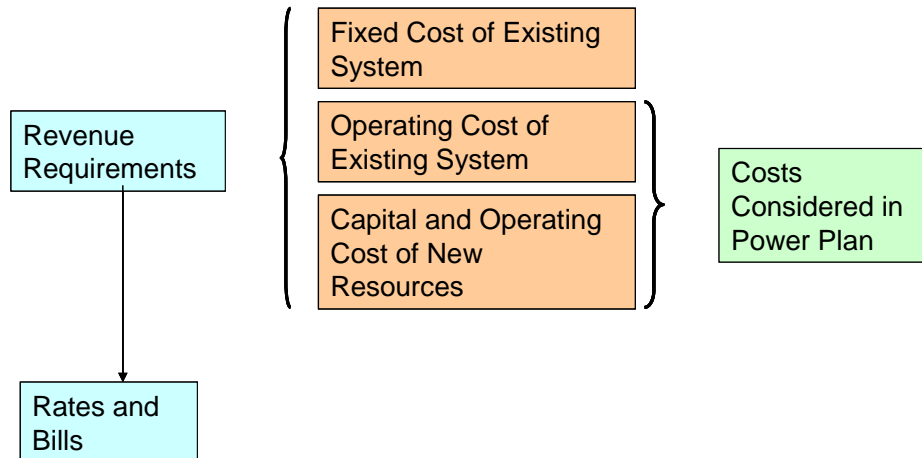 Fixed Cost of Existing
System
Revenue
Requirements
Operating Cost of
Existing System
Capital and Operating
Cost of New
Resources
Costs
Considered in
Power Plan
Rates and
Bills